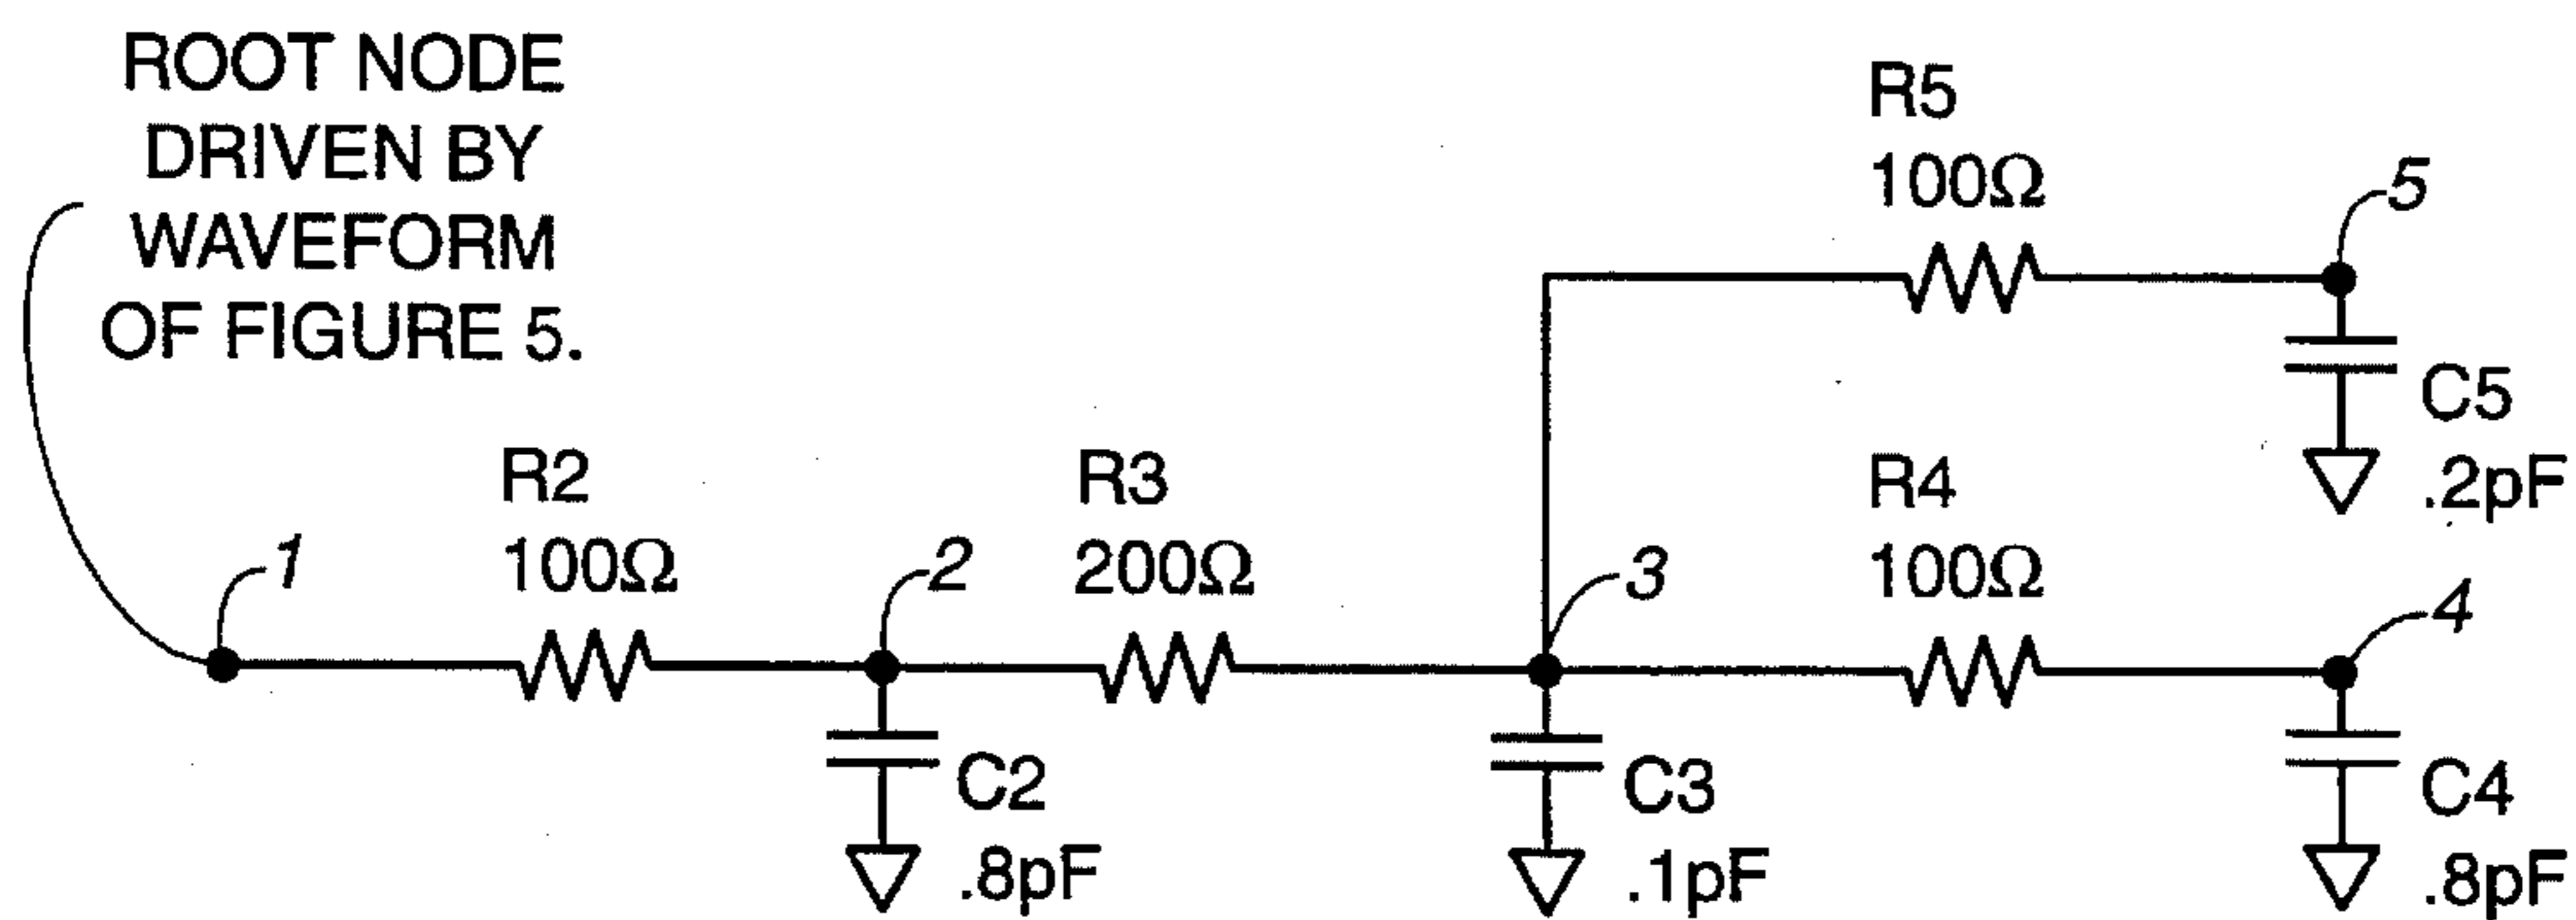 ROOT NODE
DRIVEN BY
WAVEFORM
OF FIGURE 5.
R5
100Ω
5
C5
.2pF
R2
100Ω
R3
200Ω
R4
100Ω
1
2
3
4
C2
.8pF
C3
.1pF
C4
.8pF